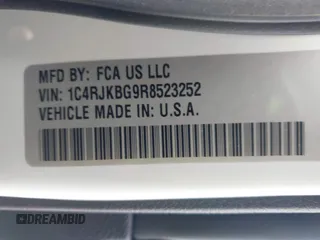 MFD BY: FCA US LLC
VIN: 1C4RJKBG9R8523252
VEHICLE MADE IN: U.S.A.
DREAMBID